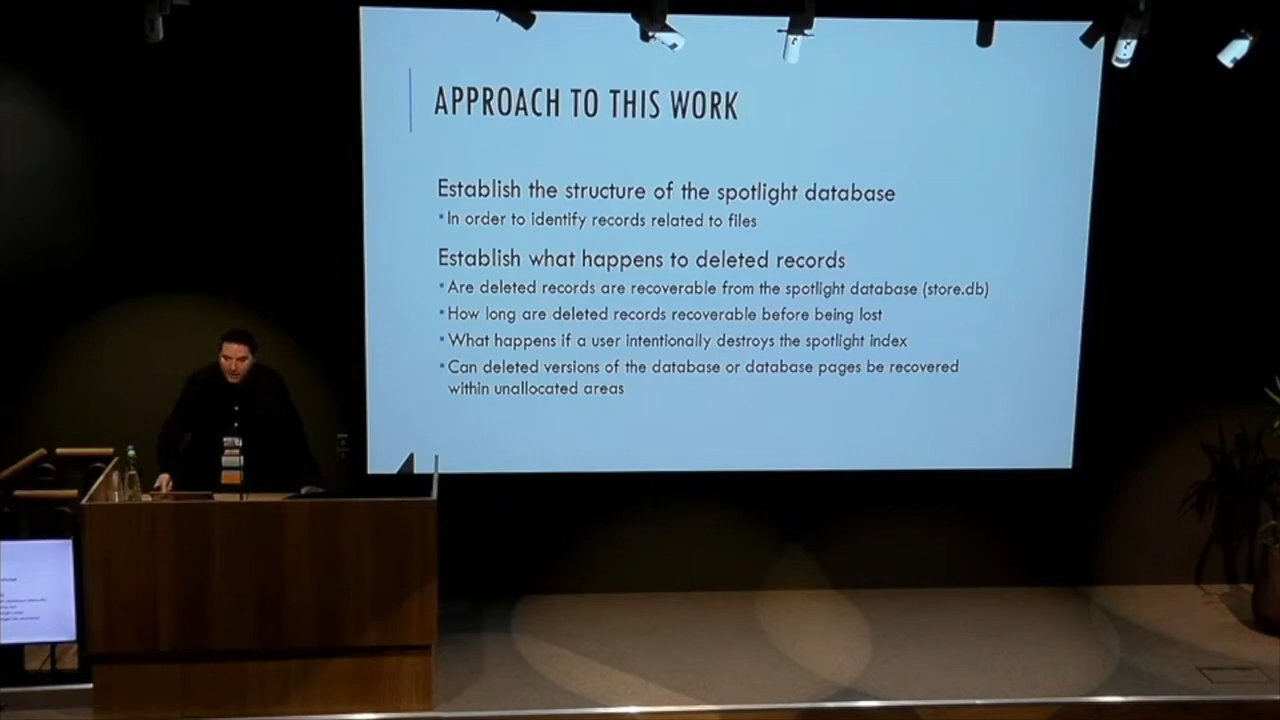 APPROACH TO THIS WORK
Establish the structure of the spotlight database
▪ In order to identify records related to files
Establish what happens to deleted records
▪ Are deleted records are recoverable from the spotlight database (store.db)
▪ How long are deleted records recoverable before being lost
▪ What happens if a user intentionally destroys the spotlight index
▪ Can deleted versions of the database or database pages be recovered
within unallocated areas